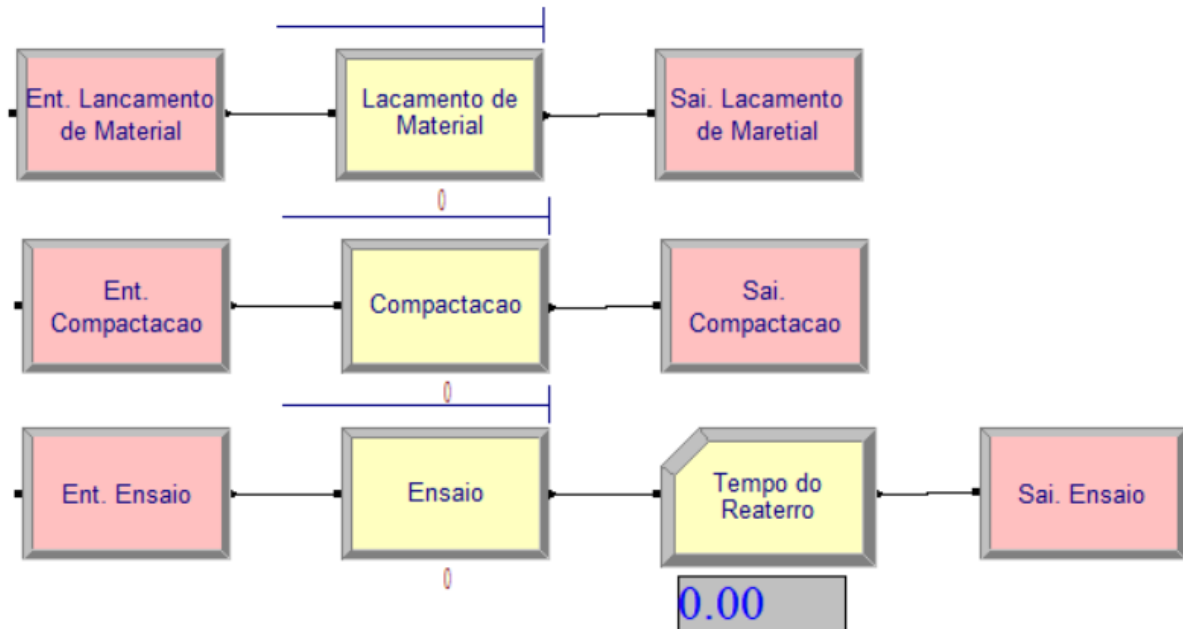 Ent. Lancamento
de Material
Lacamento de
Material
Sai. Lacamento
de Maretial
0
Ent.
Compactacao
Compactacao
Sai.
Compactacao
0
Ent. Ensaio
Ensaio
Tempo do
Reaterro
Sai. Ensaio
0
0.00